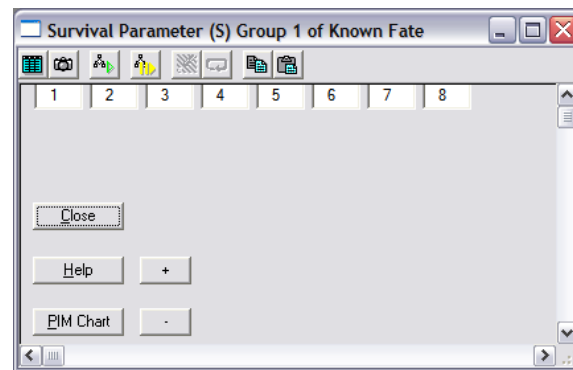 Survival Parameter (S) Group 1 of Known Fate
1 2 3 4 5 6 7 8
Close
Help +
PIM Chart -